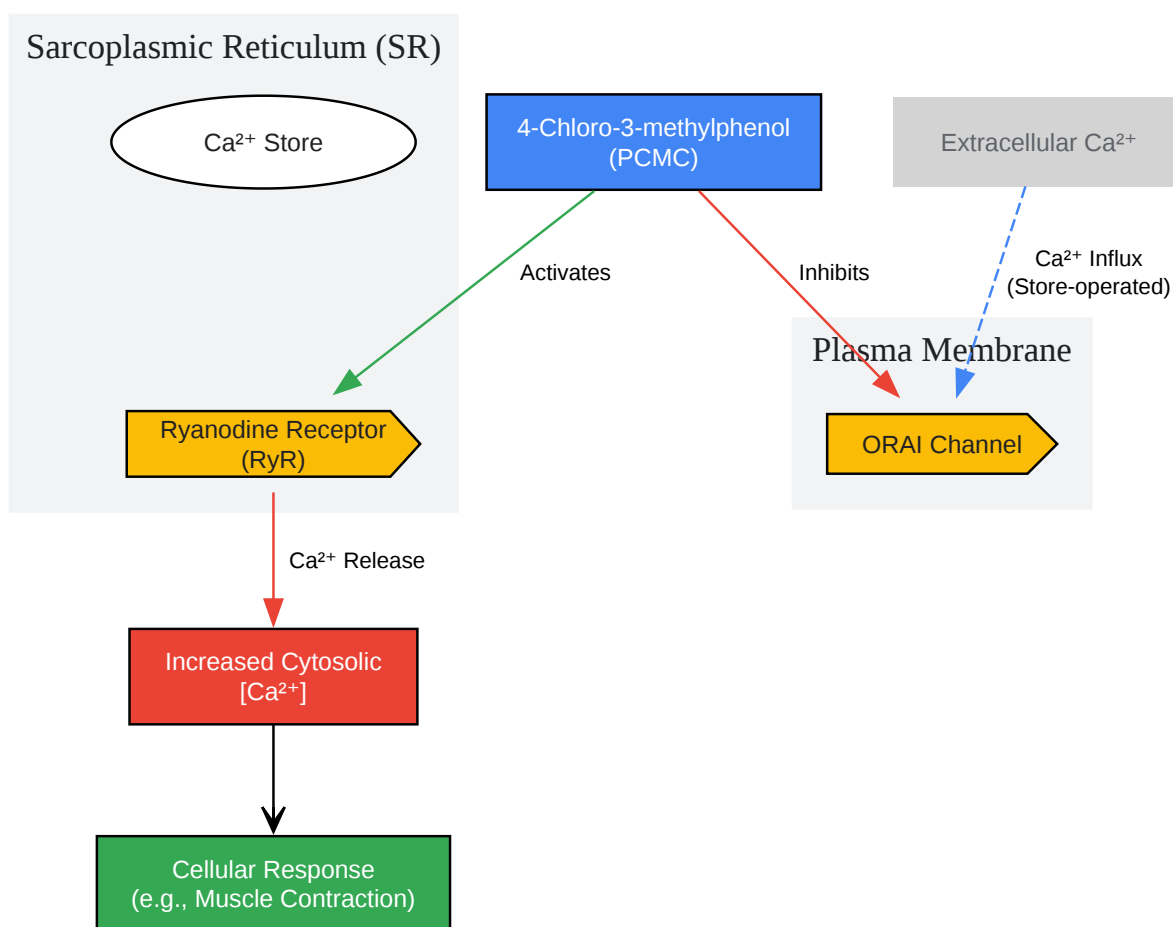 Sarcoplasmic Reticulum (SR)
Ca²⁺ Store
4-Chloro-3-methylphenol
(PCMC)
Extracellular Ca²⁺
Activates
Inhibits
Ca²⁺ Influx
(Store-operated)
Plasma Membrane
Ryanodine Receptor
(RyR)
ORAI Channel
Ca²⁺ Release
Increased Cytosolic
[Ca²⁺]
Cellular Response
(e.g., Muscle Contraction)